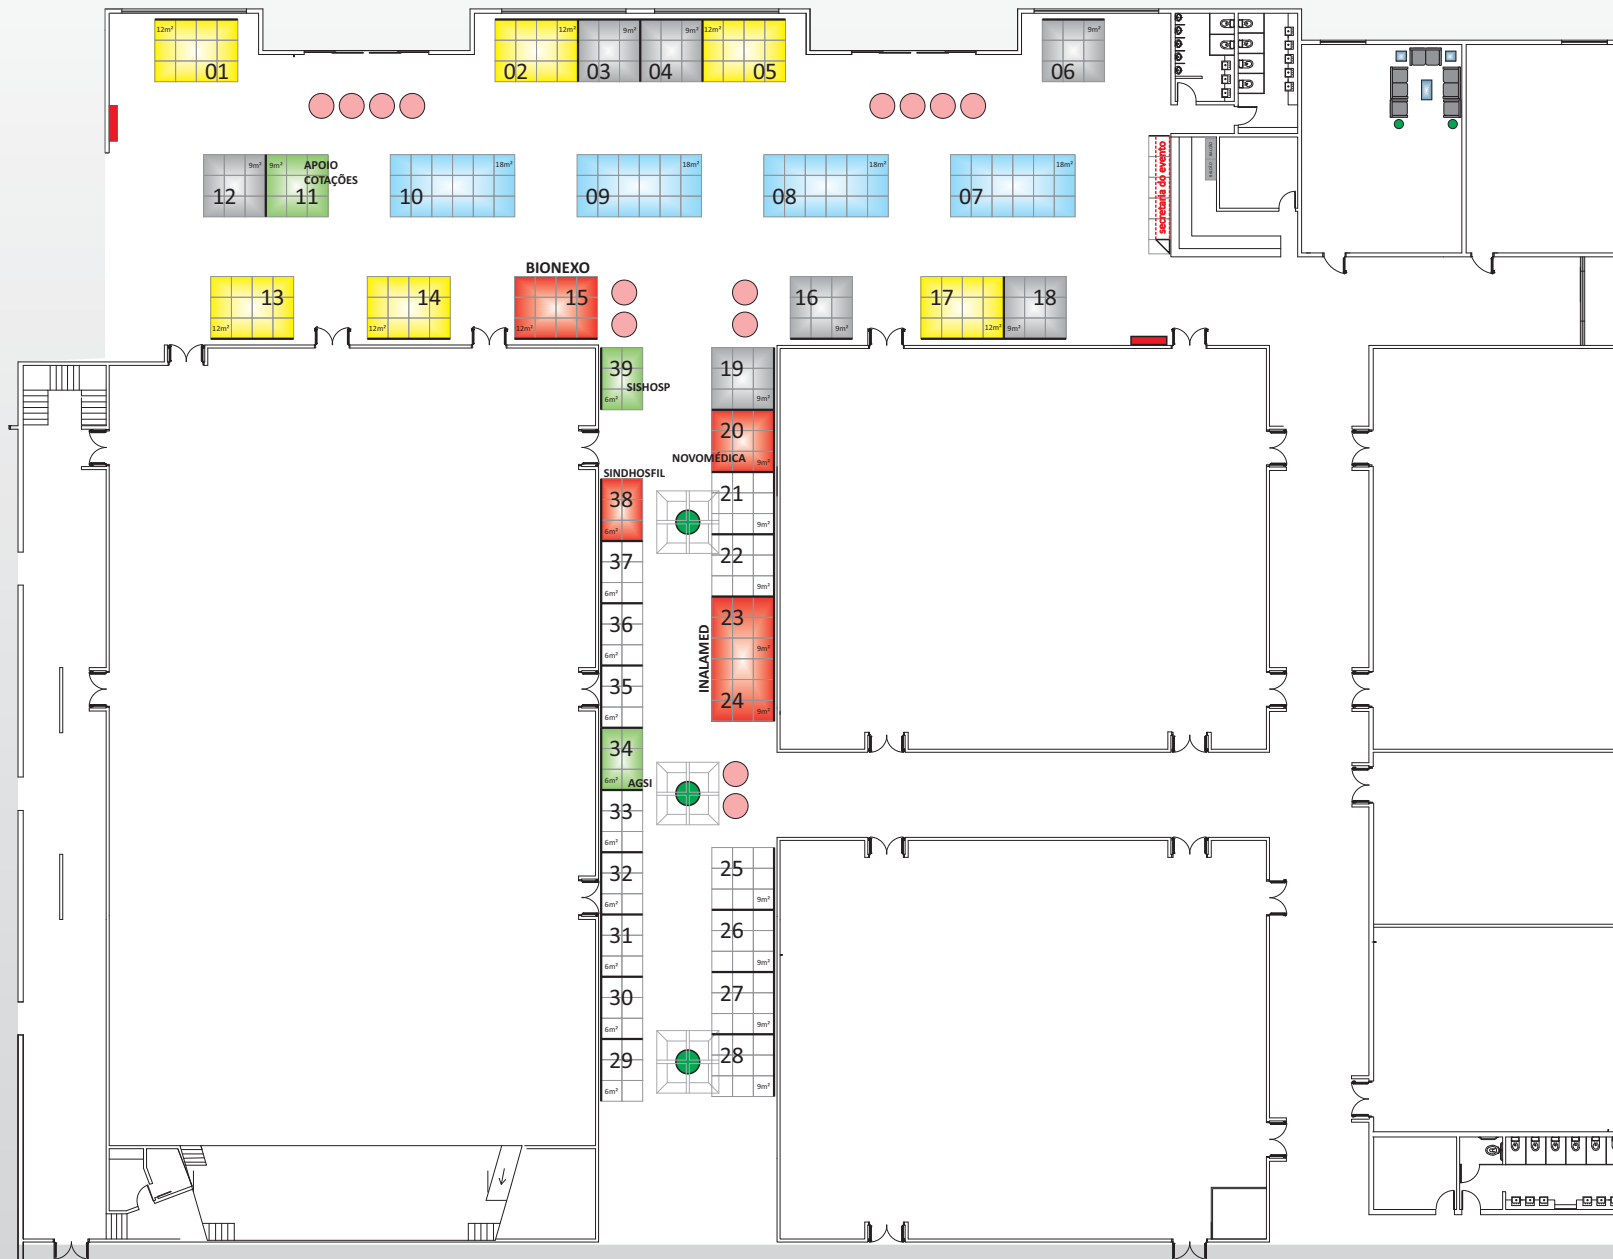 12m²
01
12m²
02
9m²
03
9m²
04
12m²
05
9m²
06
9m²
12
9m²
11
APOIO
COTAÇÕES
18m²
10
18m²
09
18m²
08
18m²
07
secretaria do evento
13
12m²
14
12m²
BIONEXO
15
12m²
16
9m²
17
12m²
18
9m²
39
SISHOSP
6m²
19
9m²
20
NOVOMÉDICA
9m²
SINDHOSFIL
38
6m²
21
9m²
37
6m²
22
9m²
36
6m²
23
9m²
INALAMED
35
6m²
24
9m²
34
6m²
AGSI
33
6m²
32
6m²
25
9m²
31
6m²
26
9m²
30
6m²
27
9m²
29
6m²
28
9m²